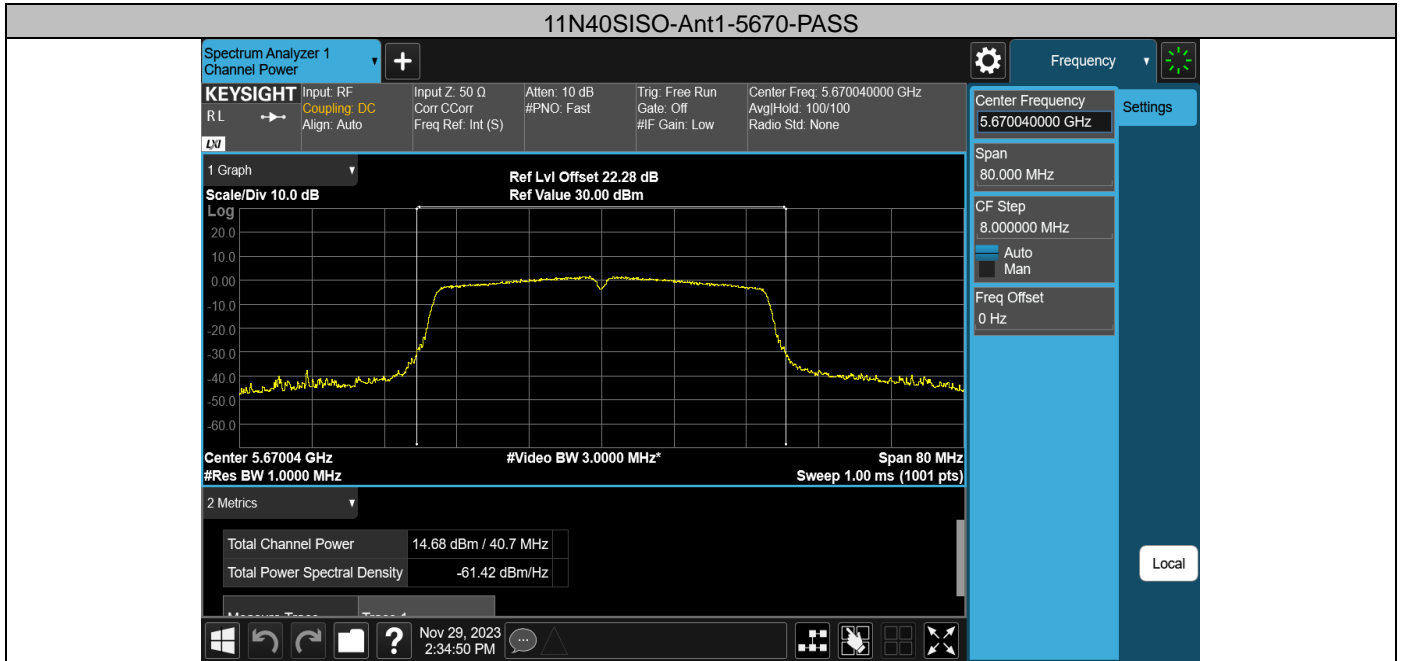 11N40SISO-Ant1-5670-PASS
Spectrum Analyzer 1
Channel Power
+
Frequency
KEYSIGHT
RL
LXI
Input: RF
Coupling: DC
Align: Auto
Input Z: 50 Ω
Corr CCorr
Freq Ref: Int (S)
Atten: 10 dB
#PNO: Fast
Trig: Free Run
Gate: Off
#IF Gain: Low
Center Freq: 5.670040000 GHz
Avg|Hold: 100/100
Radio Std: None
Center Frequency
5.670040000 GHz
Settings
Span
80.000 MHz
CF Step
8.000000 MHz
Auto
Man
Freq Offset
0 Hz
1 Graph
Scale/Div 10.0 dB
Ref Lvl Offset 22.28 dB
Ref Value 30.00 dBm
Log
20.0
10.0
0.00
-10.0
-20.0
-30.0
-40.0
-50.0
-60.0
Center 5.67004 GHz
#Video BW 3.0000 MHz*
Span 80 MHz
#Res BW 1.0000 MHz
Sweep 1.00 ms (1001 pts)
2 Metrics
Total Channel Power 14.68 dBm / 40.7 MHz
Total Power Spectral Density -61.42 dBm/Hz
Measure Trace Trace 1
Local
?
Nov 29, 2023
2:34:50 PM